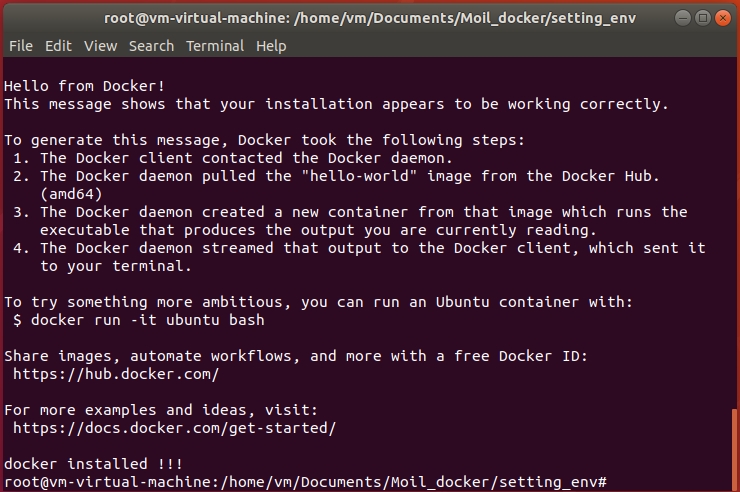 root@vm-virtual-machine: /home/vm/Documents/Moil_docker/setting_env
File Edit View Search Terminal Help
Hello from Docker!
This message shows that your installation appears to be working correctly.
To generate this message, Docker took the following steps:
1. The Docker client contacted the Docker daemon.
2. The Docker daemon pulled the "hello-world" image from the Docker Hub.
(amd64)
3. The Docker daemon created a new container from that image which runs the
executable that produces the output you are currently reading.
4. The Docker daemon streamed that output to the Docker client, which sent it
to your terminal.
To try something more ambitious, you can run an Ubuntu container with:
$ docker run -it ubuntu bash
Share images, automate workflows, and more with a free Docker ID:
https://hub.docker.com/
For more examples and ideas, visit:
https://docs.docker.com/get-started/
docker installed !!!
root@vm-virtual-machine:/home/vm/Documents/Moil_docker/setting_env#